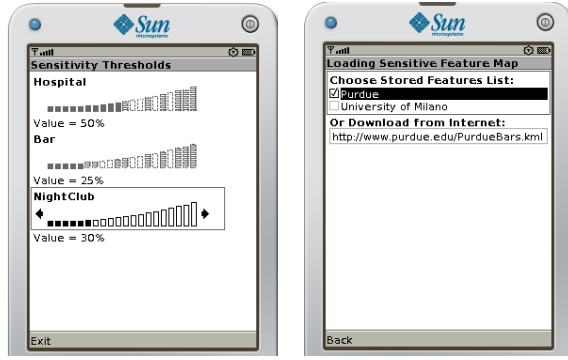 Sun
microsystems
Sensitivity Thresholds
Hospital
Value = 50%
Bar
Value = 25%
NightClub
Value = 30%
Exit
Sun
microsystems
Loading Sensitive Feature Map
Choose Stored Features List:
Purdue
University of Milano
Or Download from Internet:
http://www.purdue.edu/PurdueBars.kml
Back